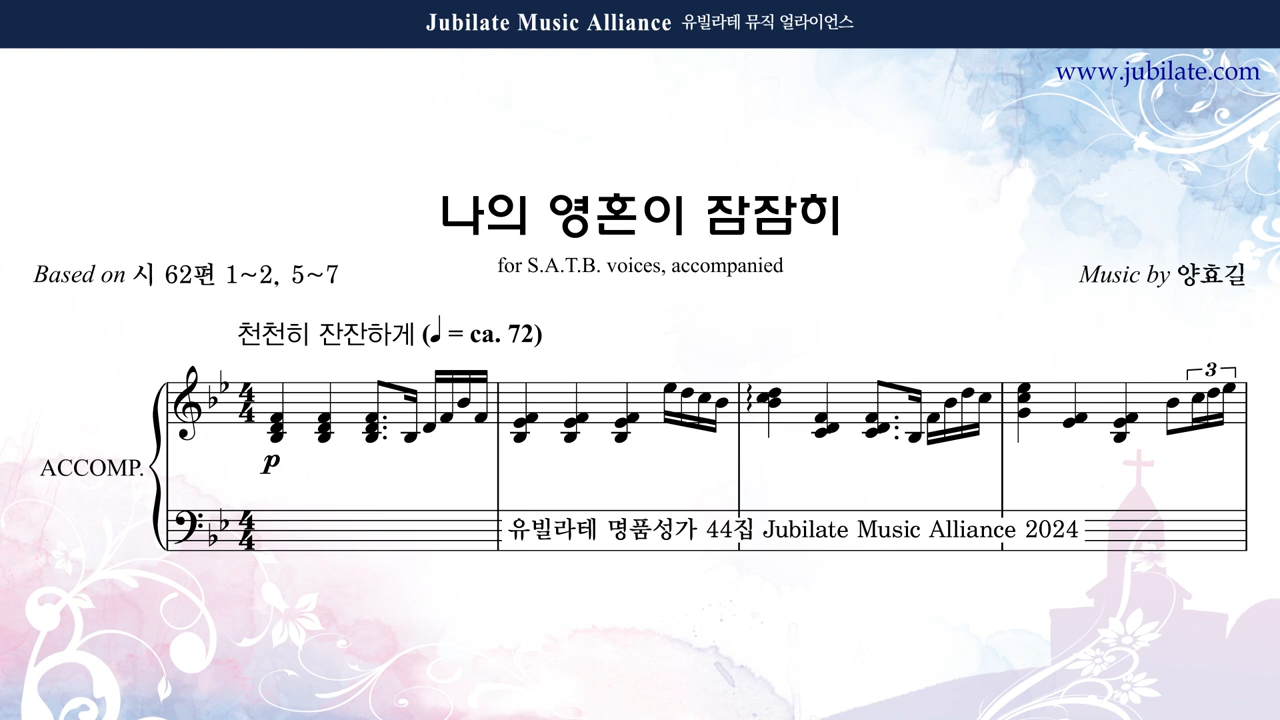 Jubilate Music Alliance 유빌라테 뮤직 얼라이언스
www.jubilate.com
나의 영혼이 잠잠히
for S.A.T.B. voices, accompanied
Based on 시 62편 1~2, 5~7
Music by 양효길
천천히 잔잔하게 (♩ = ca. 72)
3
ACCOMP.
p
유빌라테 명품성가 44집 Jubilate Music Alliance 2024